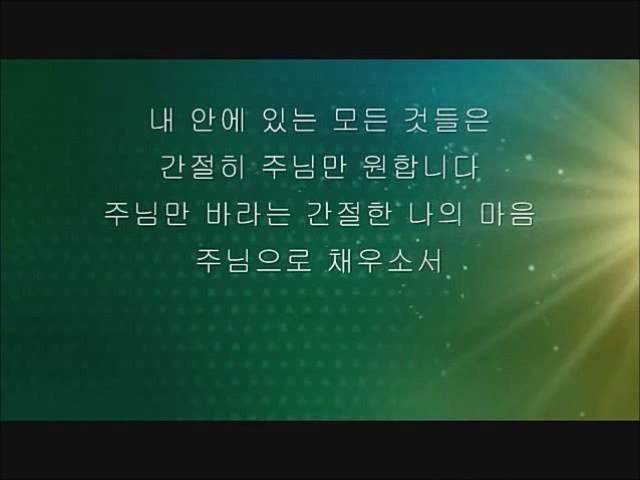 내 안에 있는 모든 것들은
간절히 주님만 원합니다
주님만 바라는 간절한 나의 마음
주님으로 채우소서